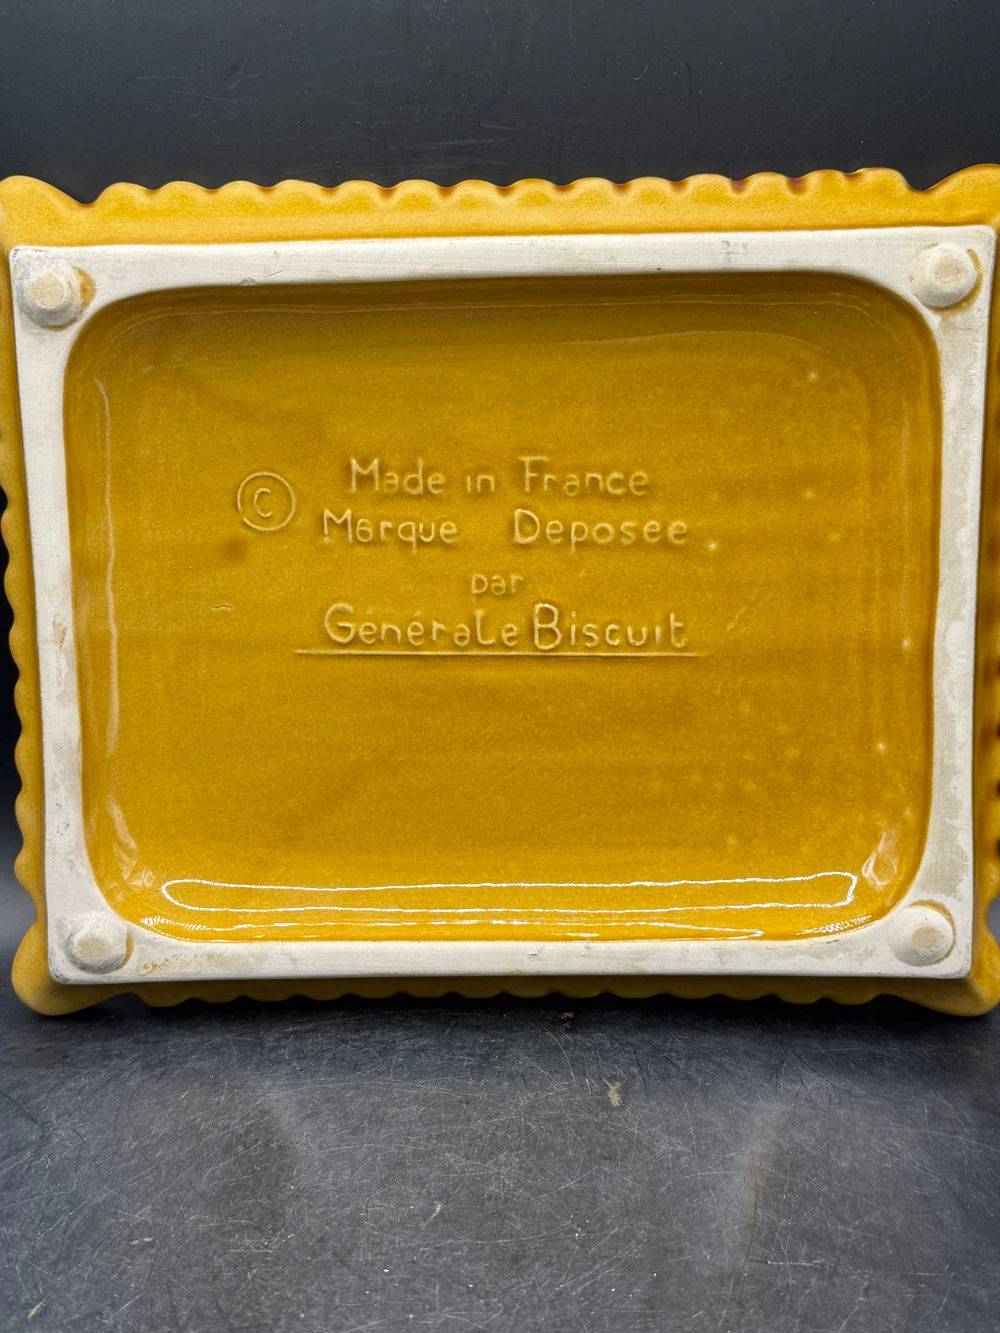 © Made in France
Marque Deposee
par
Générale Biscuit